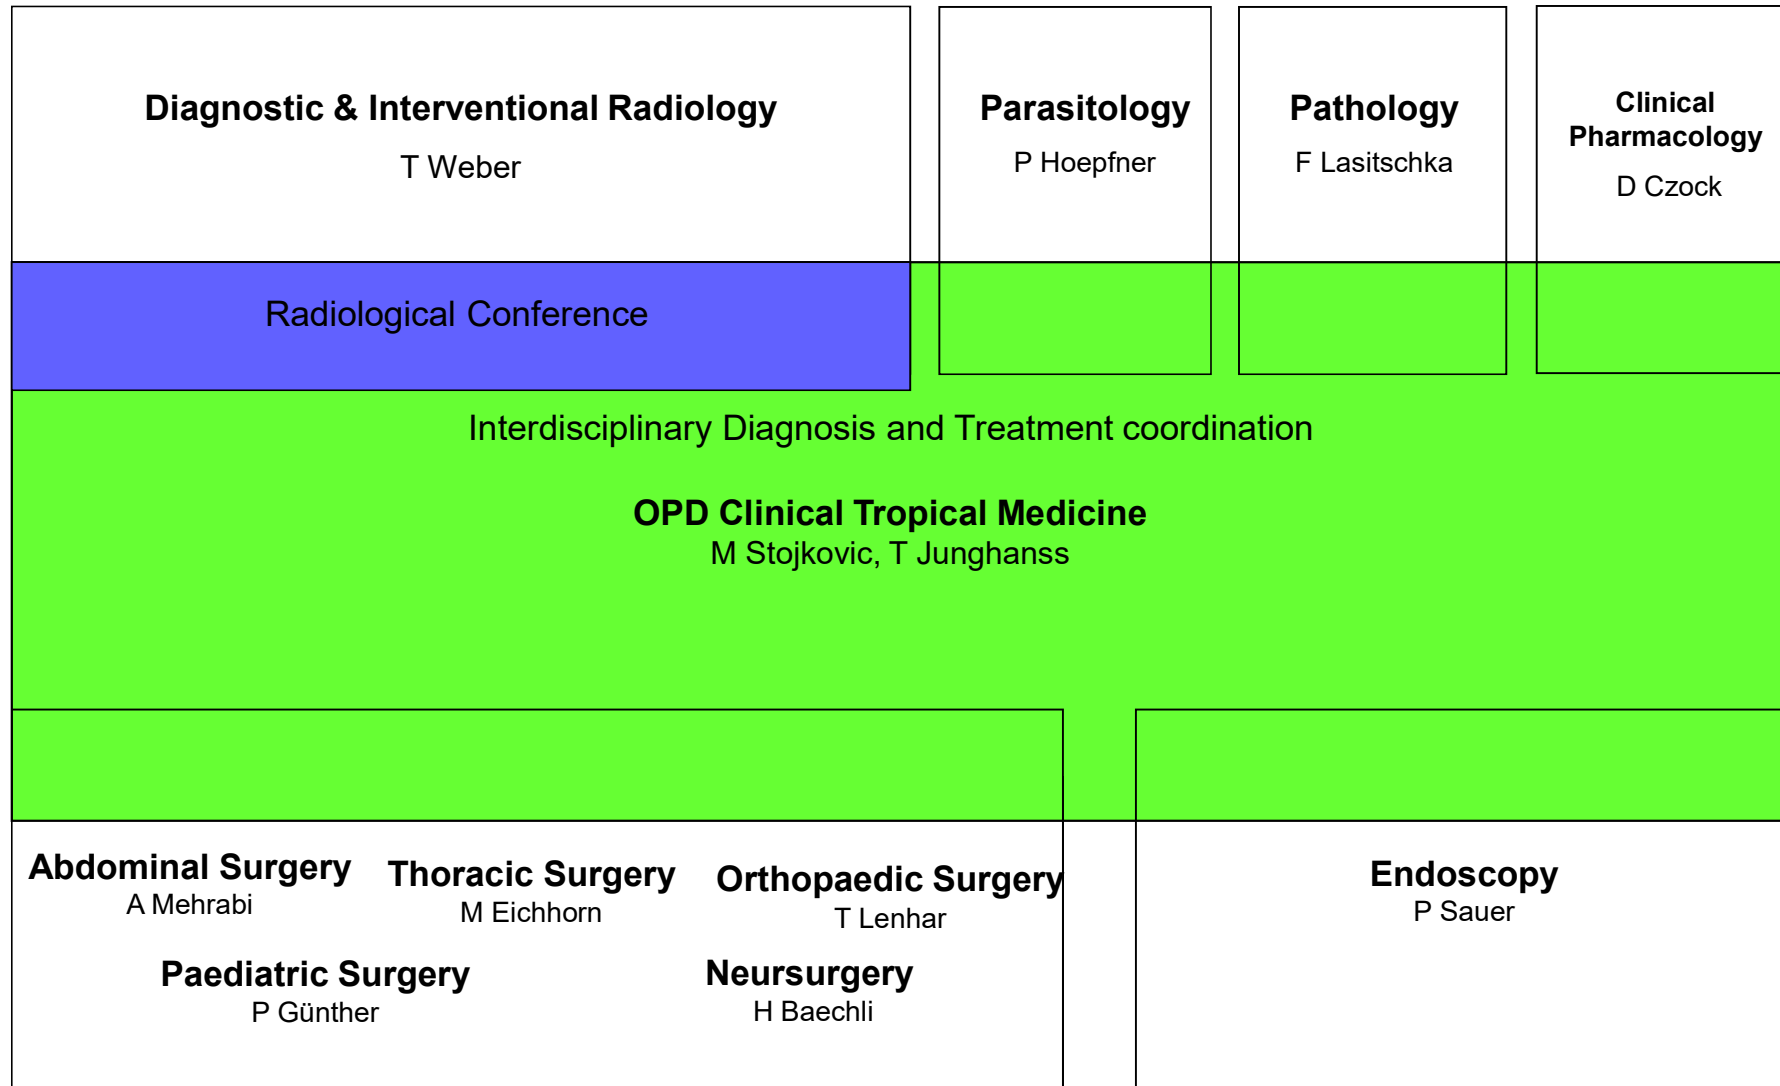 Diagnostic & Interventional Radiology
T Weber
Parasitology
P Hoepfner
Pathology
F Lasitschka
Clinical
Pharmacology
D Czock
Radiological Conference
Interdisciplinary Diagnosis and Treatment coordination
OPD Clinical Tropical Medicine
M Stojkovic, T Junghanss
Abdominal Surgery
A Mehrabi
Thoracic Surgery
M Eichhorn
Orthopaedic Surgery
T Lenhar
Paediatric Surgery
P Günther
Neursurgery
H Baechli
Endoscopy
P Sauer